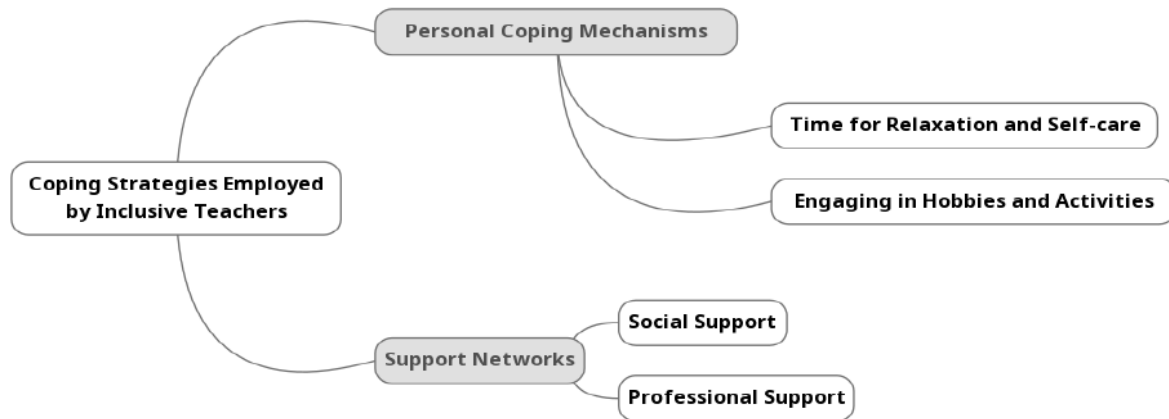 Personal Coping Mechanisms
Time for Relaxation and Self-care
Coping Strategies Employed
by Inclusive Teachers
Engaging in Hobbies and Activities
Social Support
Support Networks
Professional Support